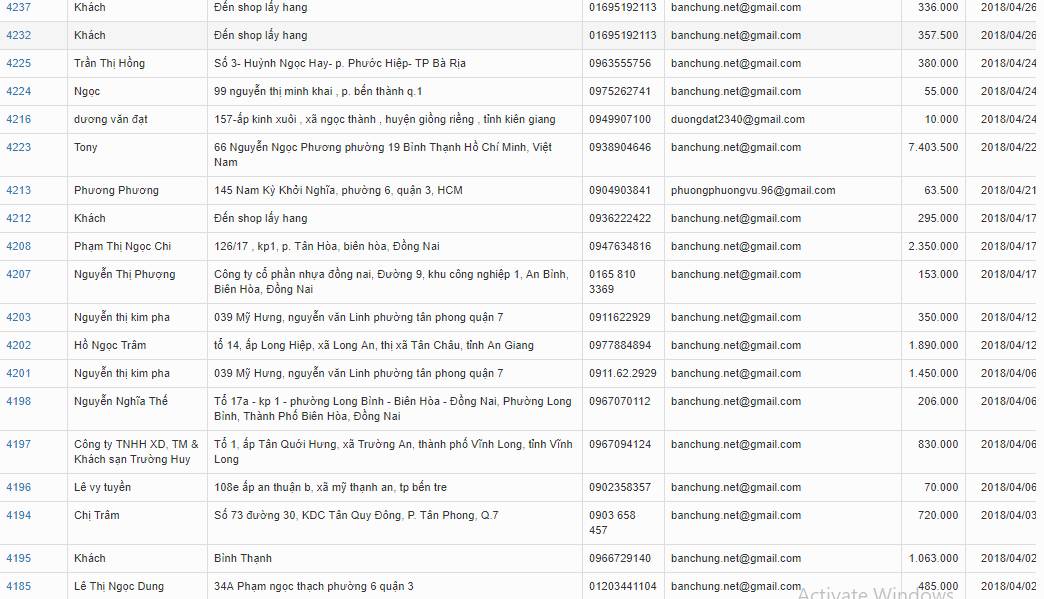 4237 Khách Đến shop lấy hang 01695192113 banchung.net@gmail.com 336.000 2018/04/26
4232 Khách Đến shop lấy hang 01695192113 banchung.net@gmail.com 357.500 2018/04/26
4225 Trần Thị Hồng Số 3- Huỳnh Ngọc Hay- p. Phước Hiệp- TP Bà Rịa 0963555756 banchung.net@gmail.com 380.000 2018/04/24
4224 Ngọc 99 nguyễn thị minh khai , p. bến thành q.1 0975262741 banchung.net@gmail.com 55.000 2018/04/24
4216 dương văn đạt 157-ấp kinh xuôi , xã ngọc thành , huyện giồng riềng , tỉnh kiên giang 0949907100 duongdat2340@gmail.com 10.000 2018/04/24
4223 Tony 66 Nguyễn Ngọc Phương phường 19 Bình Thạnh Hồ Chí Minh, Việt 0938904646 banchung.net@gmail.com 7.403.500 2018/04/22
Nam
4213 Phương Phương 145 Nam Kỳ Khởi Nghĩa, phường 6, quận 3, HCM 0904903841 phuongphuongvu.96@gmail.com 63.500 2018/04/21
4212 Khách Đến shop lấy hang 0936222422 banchung.net@gmail.com 295.000 2018/04/17
4208 Phạm Thị Ngọc Chi 126/17 , kp1, p. Tân Hòa, biên hòa, Đồng Nai 0947634816 banchung.net@gmail.com 2.350.000 2018/04/17
4207 Nguyễn Thị Phượng Công ty cổ phần nhựa đồng nai, Đường 9, khu công nghiệp 1, An Bình, 0165 810 banchung.net@gmail.com 153.000 2018/04/17
Biên Hòa, Đồng Nai 3369
4203 Nguyễn thị kim pha 039 Mỹ Hưng, nguyễn văn Linh phường tân phong quận 7 0911622929 banchung.net@gmail.com 350.000 2018/04/12
4202 Hồ Ngọc Trâm tổ 14, ấp Long Hiệp, xã Long An, thị xã Tân Châu, tỉnh An Giang 0977884894 banchung.net@gmail.com 1.890.000 2018/04/12
4201 Nguyễn thị kim pha 039 Mỹ Hưng, nguyễn văn Linh phường tân phong quận 7 0911.62.2929 banchung.net@gmail.com 1.450.000 2018/04/06
4198 Nguyễn Nghĩa Thế Tổ 17a - kp 1 - phường Long Bình - Biên Hòa - Đồng Nai, Phường Long 0967070112 banchung.net@gmail.com 206.000 2018/04/06
Bình, Thành Phố Biên Hòa, Đồng Nai
4197 Công ty TNHH XD, TM & Tổ 1, ấp Tân Quới Hưng, xã Trường An, thành phố Vĩnh Long, tỉnh Vĩnh 0967094124 banchung.net@gmail.com 830.000 2018/04/06
Khách sạn Trường Huy Long
4196 Lê vy tuyền 108e ấp an thuận b, xã mỹ thạnh an, tp bến tre 0902358357 banchung.net@gmail.com 70.000 2018/04/06
4194 Chị Trâm Số 73 đường 30, KDC Tân Quy Đông, P. Tân Phong, Q.7 0903 658 banchung.net@gmail.com 720.000 2018/04/03
457
4195 Khách Bình Thạnh 0966729140 banchung.net@gmail.com 1.063.000 2018/04/02
4185 Lê Thị Ngọc Dung 34A Phạm ngọc thạch phường 6 quận 3 01203441104 banchung.net@gmail.com 485.000 2018/04/02
Activate Windows